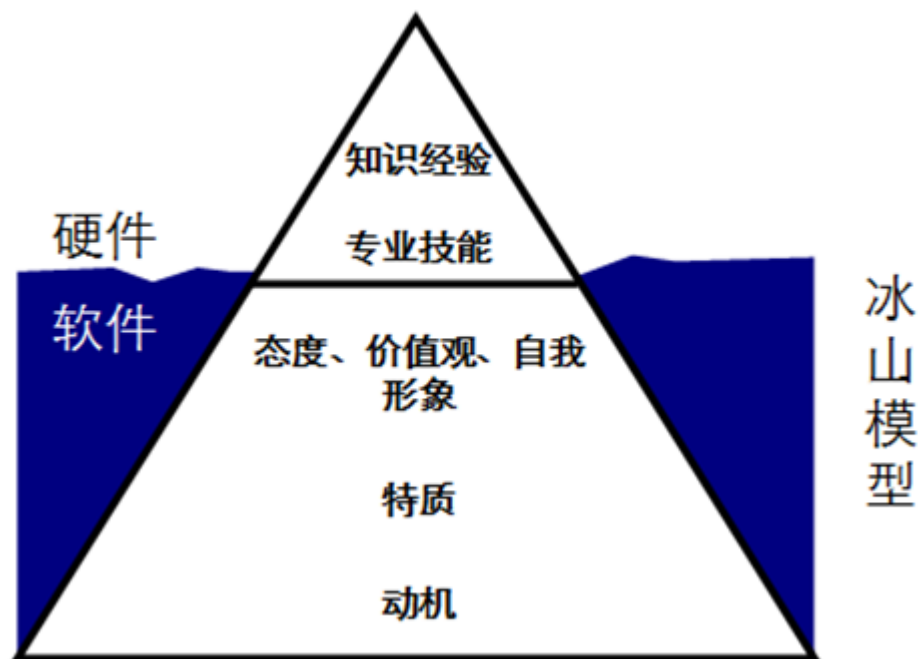 知识经验
硬件
专业技能
软件
态度、价值观、自我
形象
特质
动机
冰山模型